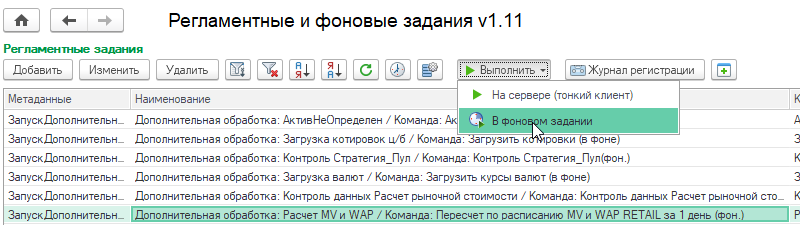 Регламентные и фоновые задания v1.11
Регламентные задания
Добавить Изменить Удалить Выполнить Журнал регистрации
На сервере (тонкий клиент)
В фоновом задании
Метаданные Наименование К
ЗапускДополнительн... Дополнительная обработка: АктивНеОпределен / Команда: Ак
ЗапускДополнительн... Дополнительная обработка: Загрузка котировок ц/б / Команда: Загрузить котировки (в фоне)
ЗапускДополнительн... Дополнительная обработка: Контроль Стратегия_Пул / Команда: Контроль Стратегия_Пул(фон.)
ЗапускДополнительн... Дополнительная обработка: Загрузка валют / Команда: Загрузить курсы валют (в фоне)
ЗапускДополнительн... Дополнительная обработка: Контроль данных Расчет рыночной стоимости / Команда: Контроль данных Расчет рыночной сто...
ЗапускДополнительн... Дополнительная обработка: Расчет MV и WAP / Команда: Пересчет по расписанию MV и WAP RETAIL за 1 день (фон.)